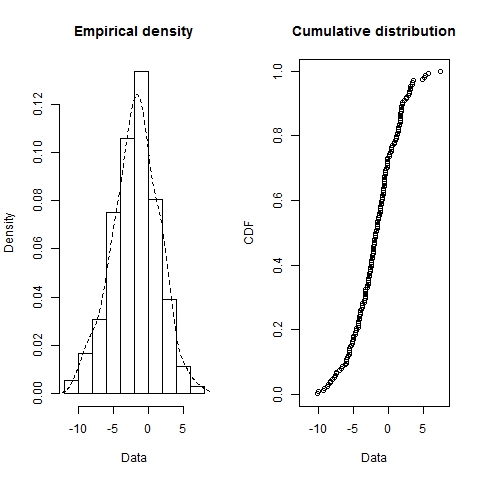 Empirical density
Density
0.00 0.02 0.04 0.06 0.08 0.10 0.12
-10 -5 0 5
Data
Cumulative distribution
CDF
0.0 0.2 0.4 0.6 0.8 1.0
-10 -5 0 5
Data